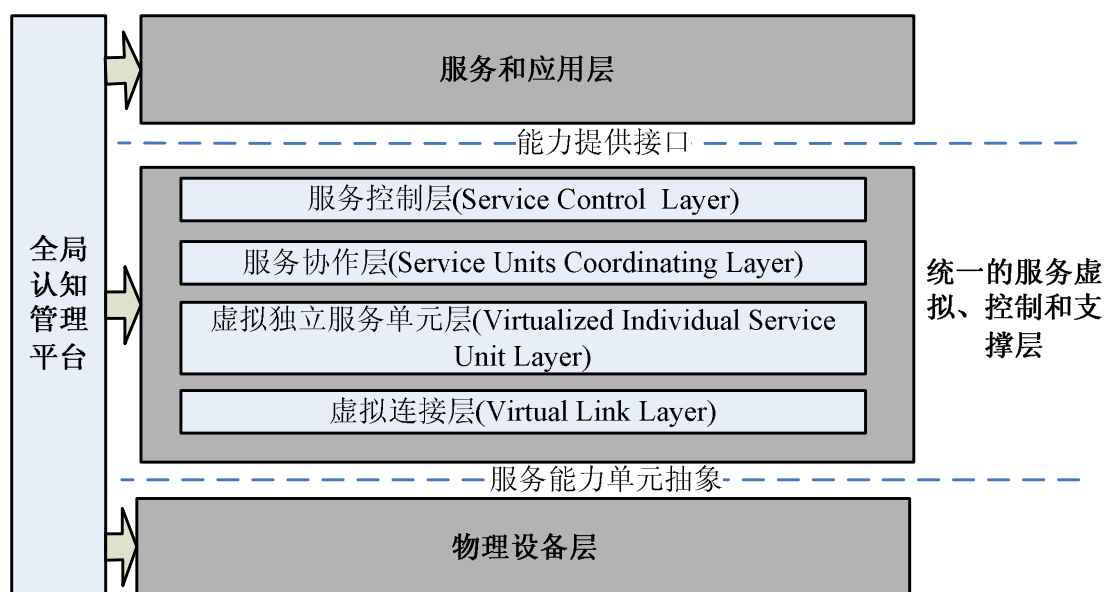 服务和应用层
能力提供接口
服务控制层(Service Control Layer)
服务协作层(Service Units Coordinating Layer)
虚拟独立服务单元层(Virtualized Individual Service
Unit Layer)
虚拟连接层(Virtual Link Layer)
全局
认知
管理
平台
统一的服务虚
拟、控制和支
撑层
服务能力单元抽象
物理设备层